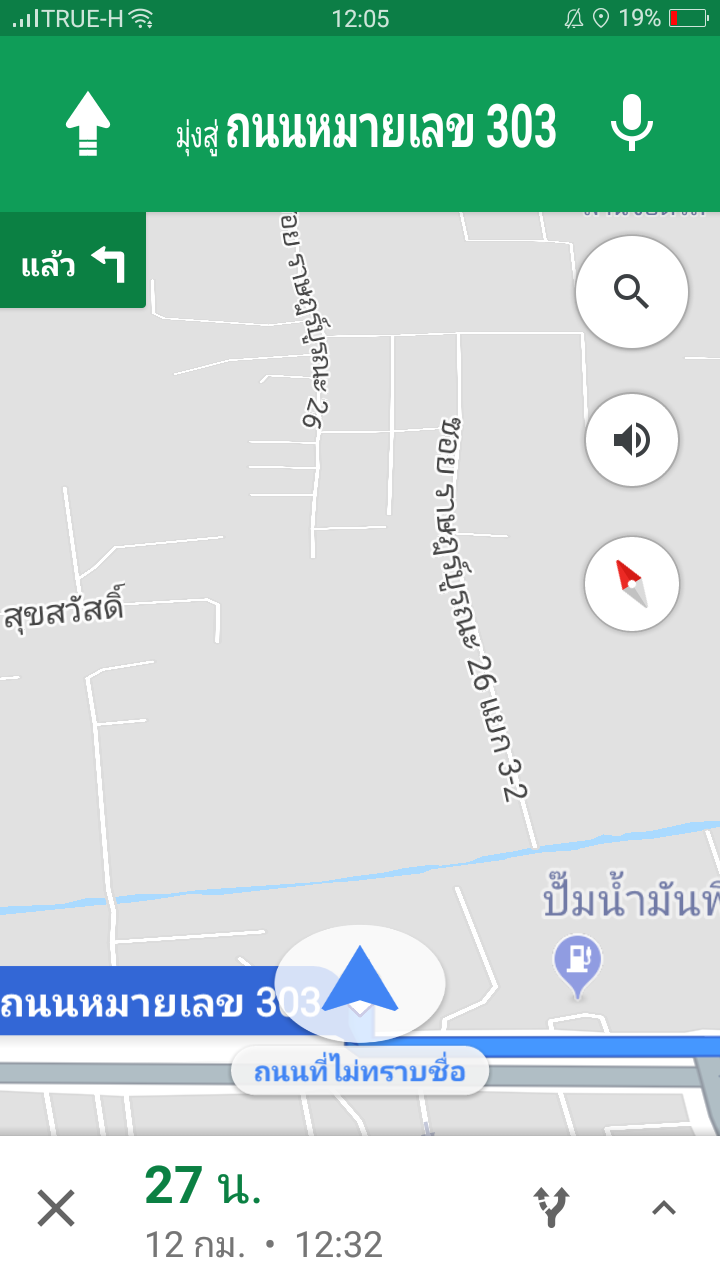 TRUE-H 12:05 19%
มุ่งสู่ ถนนหมายเลข 303
แล้ว
ซอย ราษฎร์บูรณะ 26
ซอย ราษฎร์บูรณะ 26 แยก 3-2
สุขสวัสดิ์
ปั๊มน้ำมันพี
ถนนหมายเลข 303
ถนนที่ไม่ทราบชื่อ
27 น.
12 กม. • 12:32